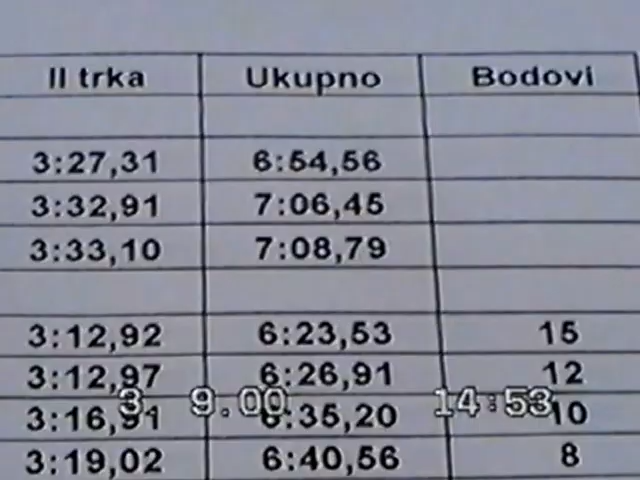 II trka Ukupno Bodovi
3:27,31 6:54,56
3:32,91 7:06,45
3:33,10 7:08,79
3:12,92 6:23,53 15
3:12,97 6:26,91 12
3 9.00 14:53
3:16,91 6:35,20 10
3:19,02 6:40,56 8